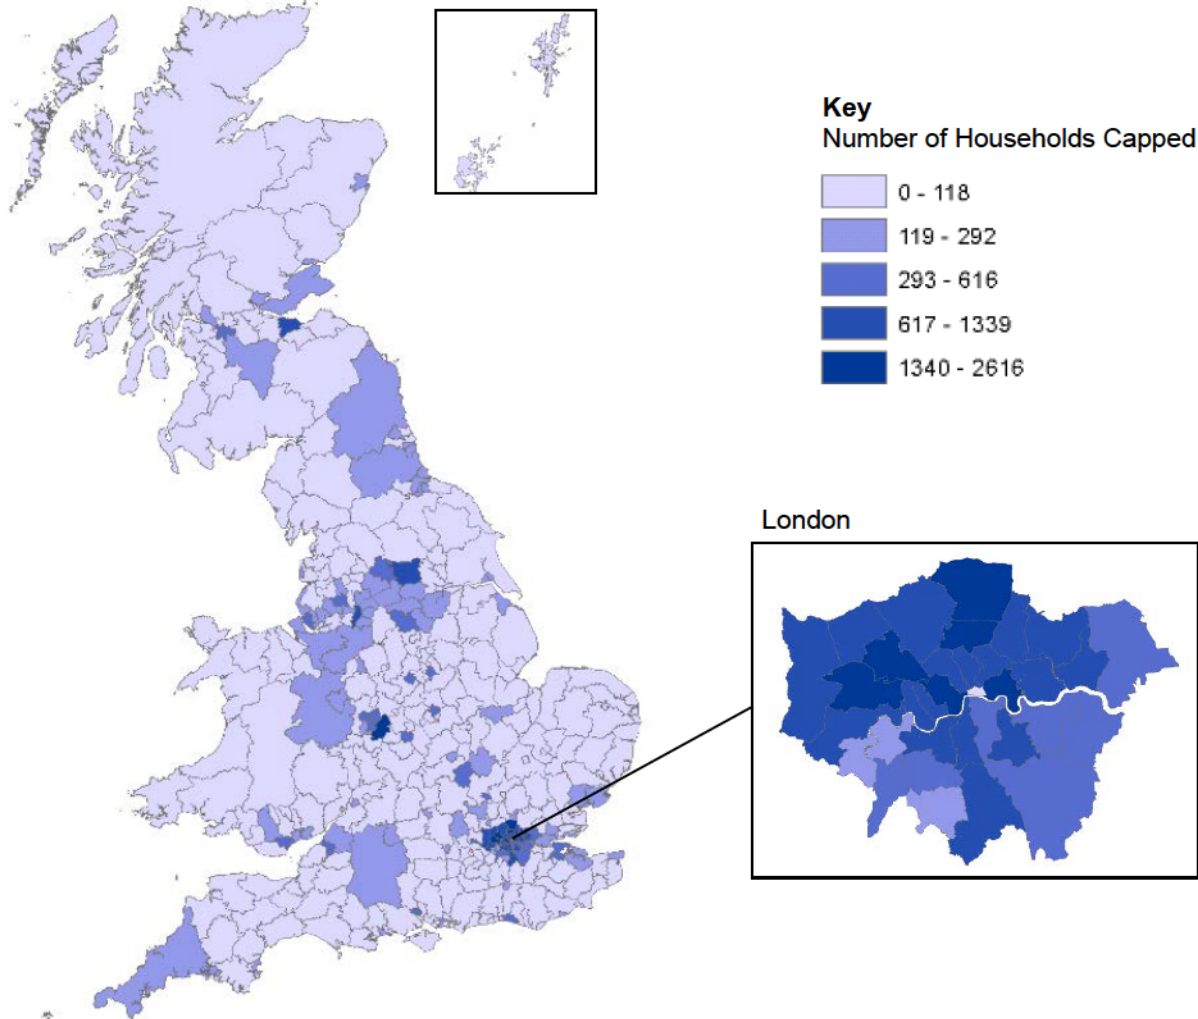 Key
Number of Households Capped
0 - 118
119 - 292
293 - 616
617 - 1339
1340 - 2616
London